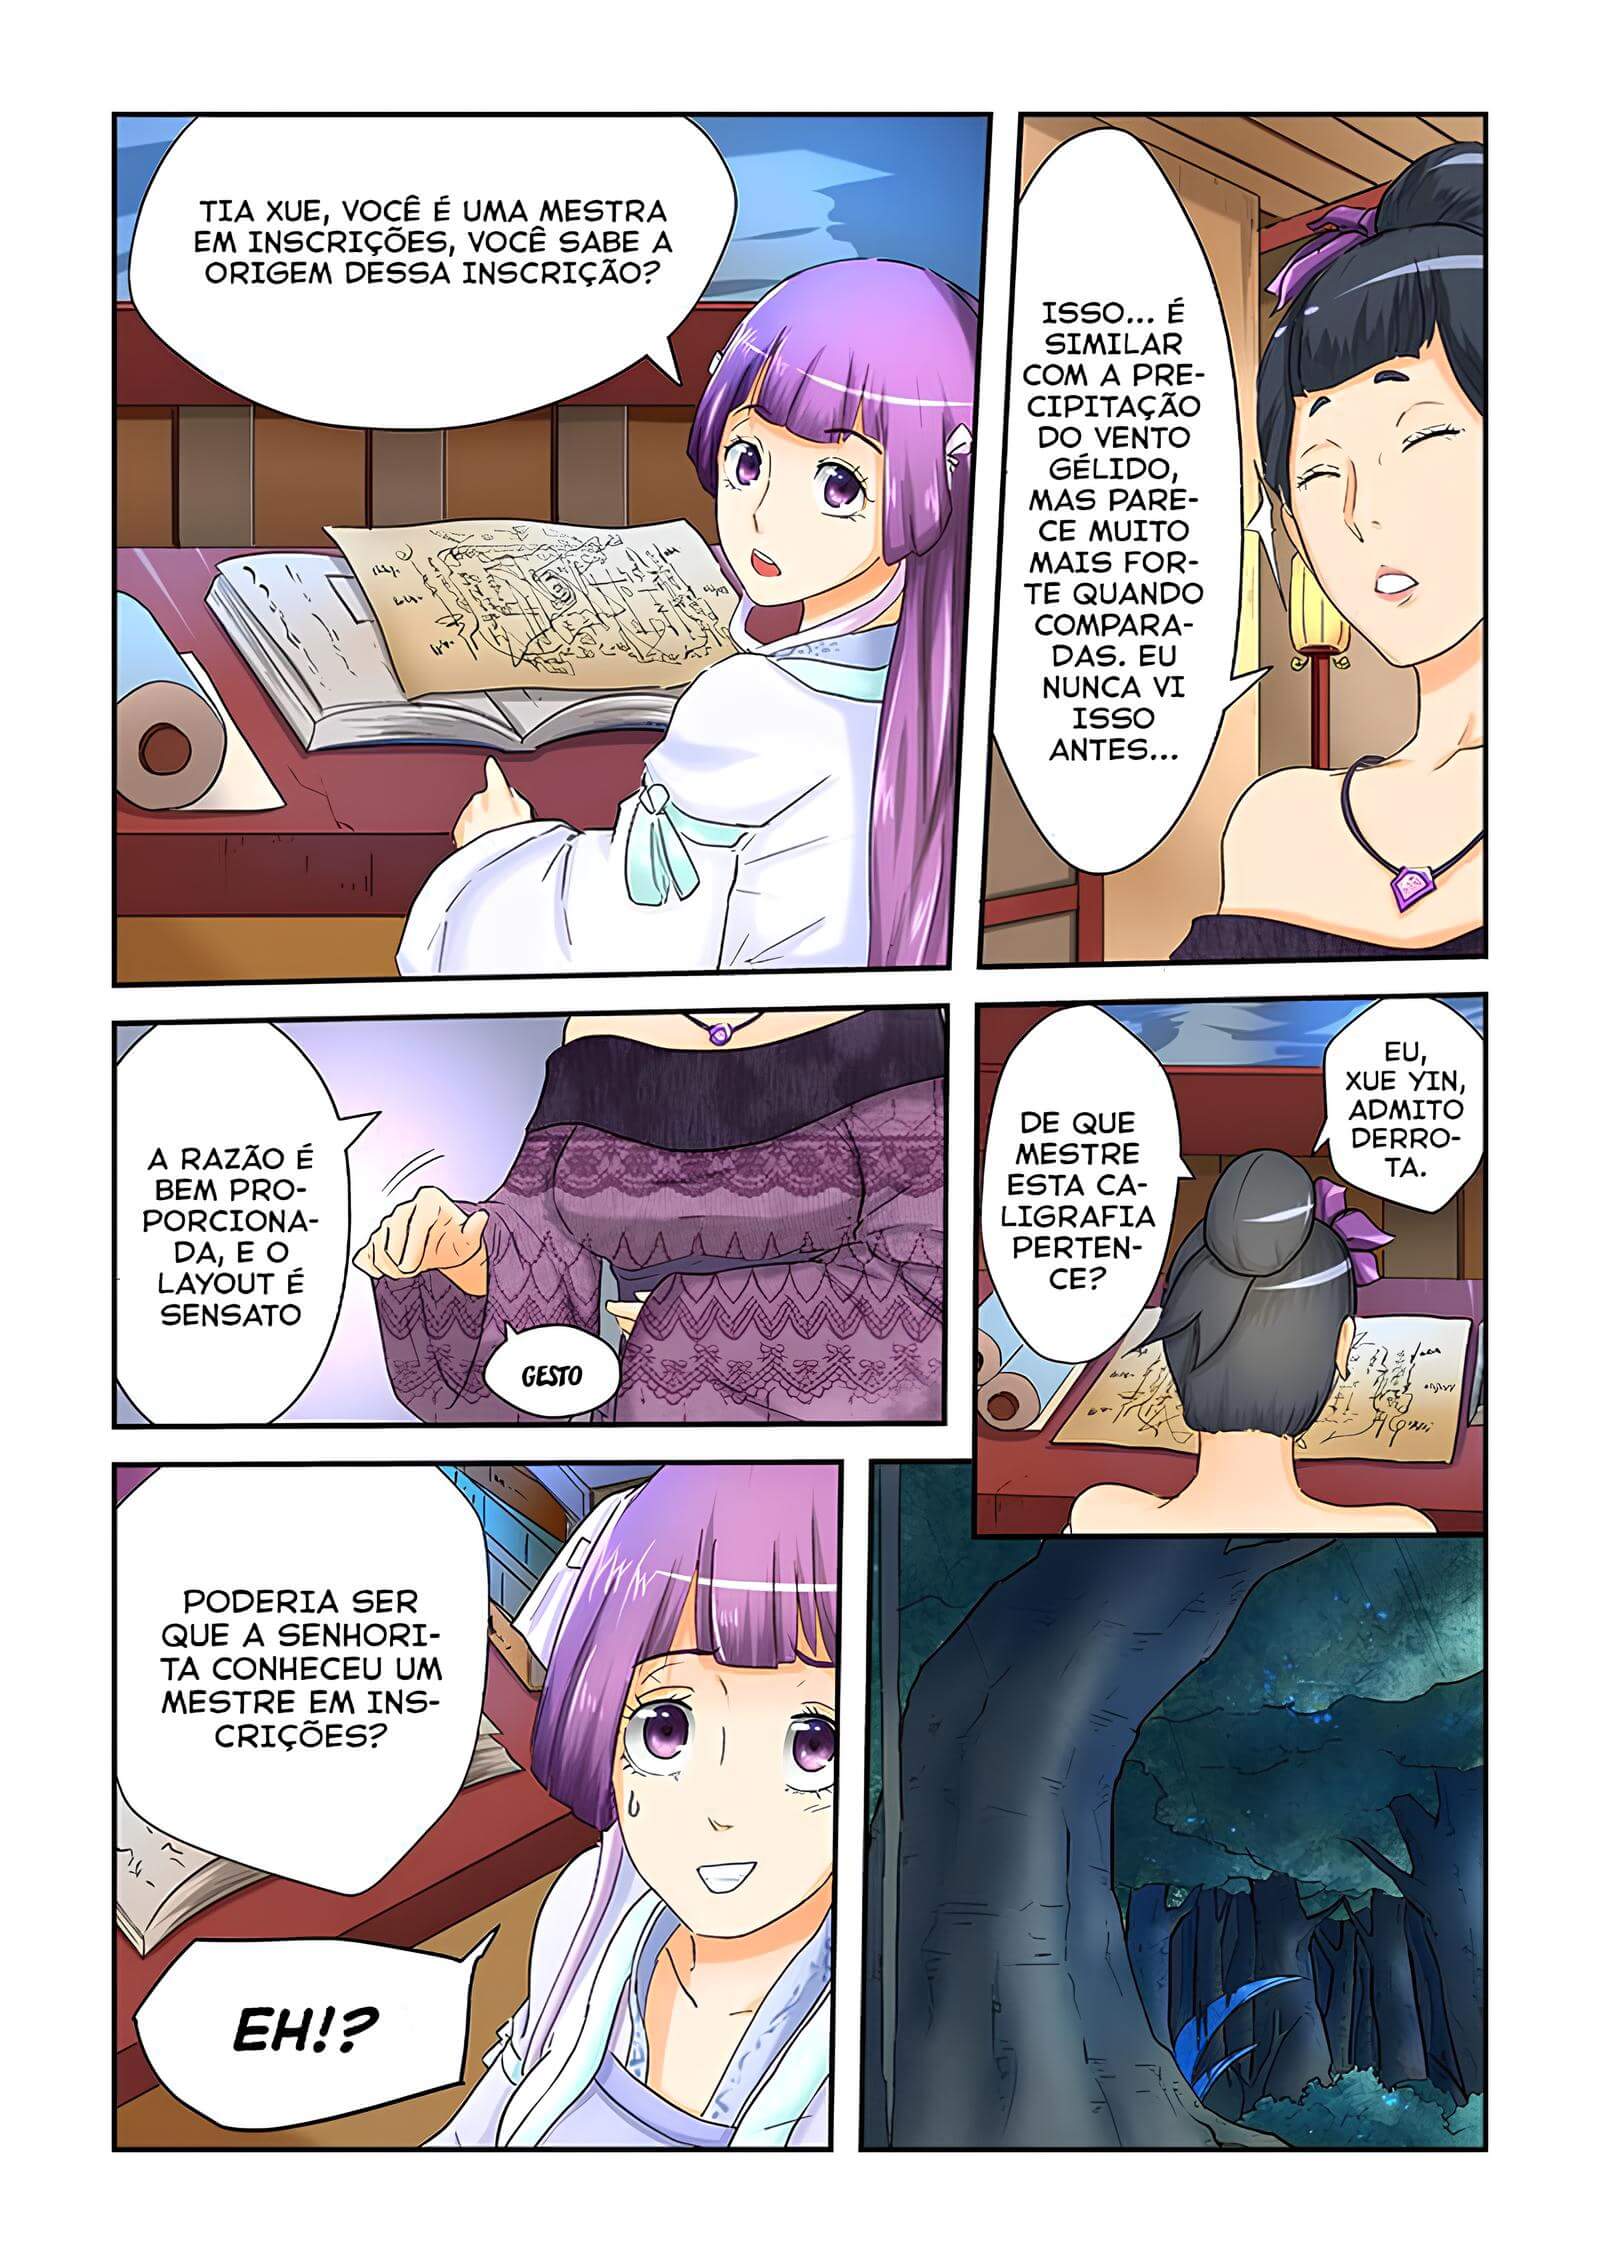 TIA XUE, VOCÊ É UMA MESTRA
EM INSCRIÇÕES, VOCÊ SABE A
ORIGEM DESSA INSCRIÇÃO?
ISSO... É
SIMILAR
COM A PRE-
CIPITAÇÃO
DO VENTO
GÉLIDO,
MAS PARE-
CE MUITO
MAIS FOR-
TE QUANDO
COMPARA-
DAS. EU
NUNCA VI
ISSO
ANTES...
A RAZÃO É
BEM PRO-
PORCIONA-
DA, E O
LAYOUT É
SENSATO
GESTO
EU,
XUE YIN,
ADMITO
DERRO-
TA.
DE QUE
MESTRE
ESTA CA-
LIGRAFIA
PERTEN-
CE?
PODERIA SER
QUE A SENHORI-
TA CONHECEU UM
MESTRE EM INS-
CRIÇÕES?
EH!?